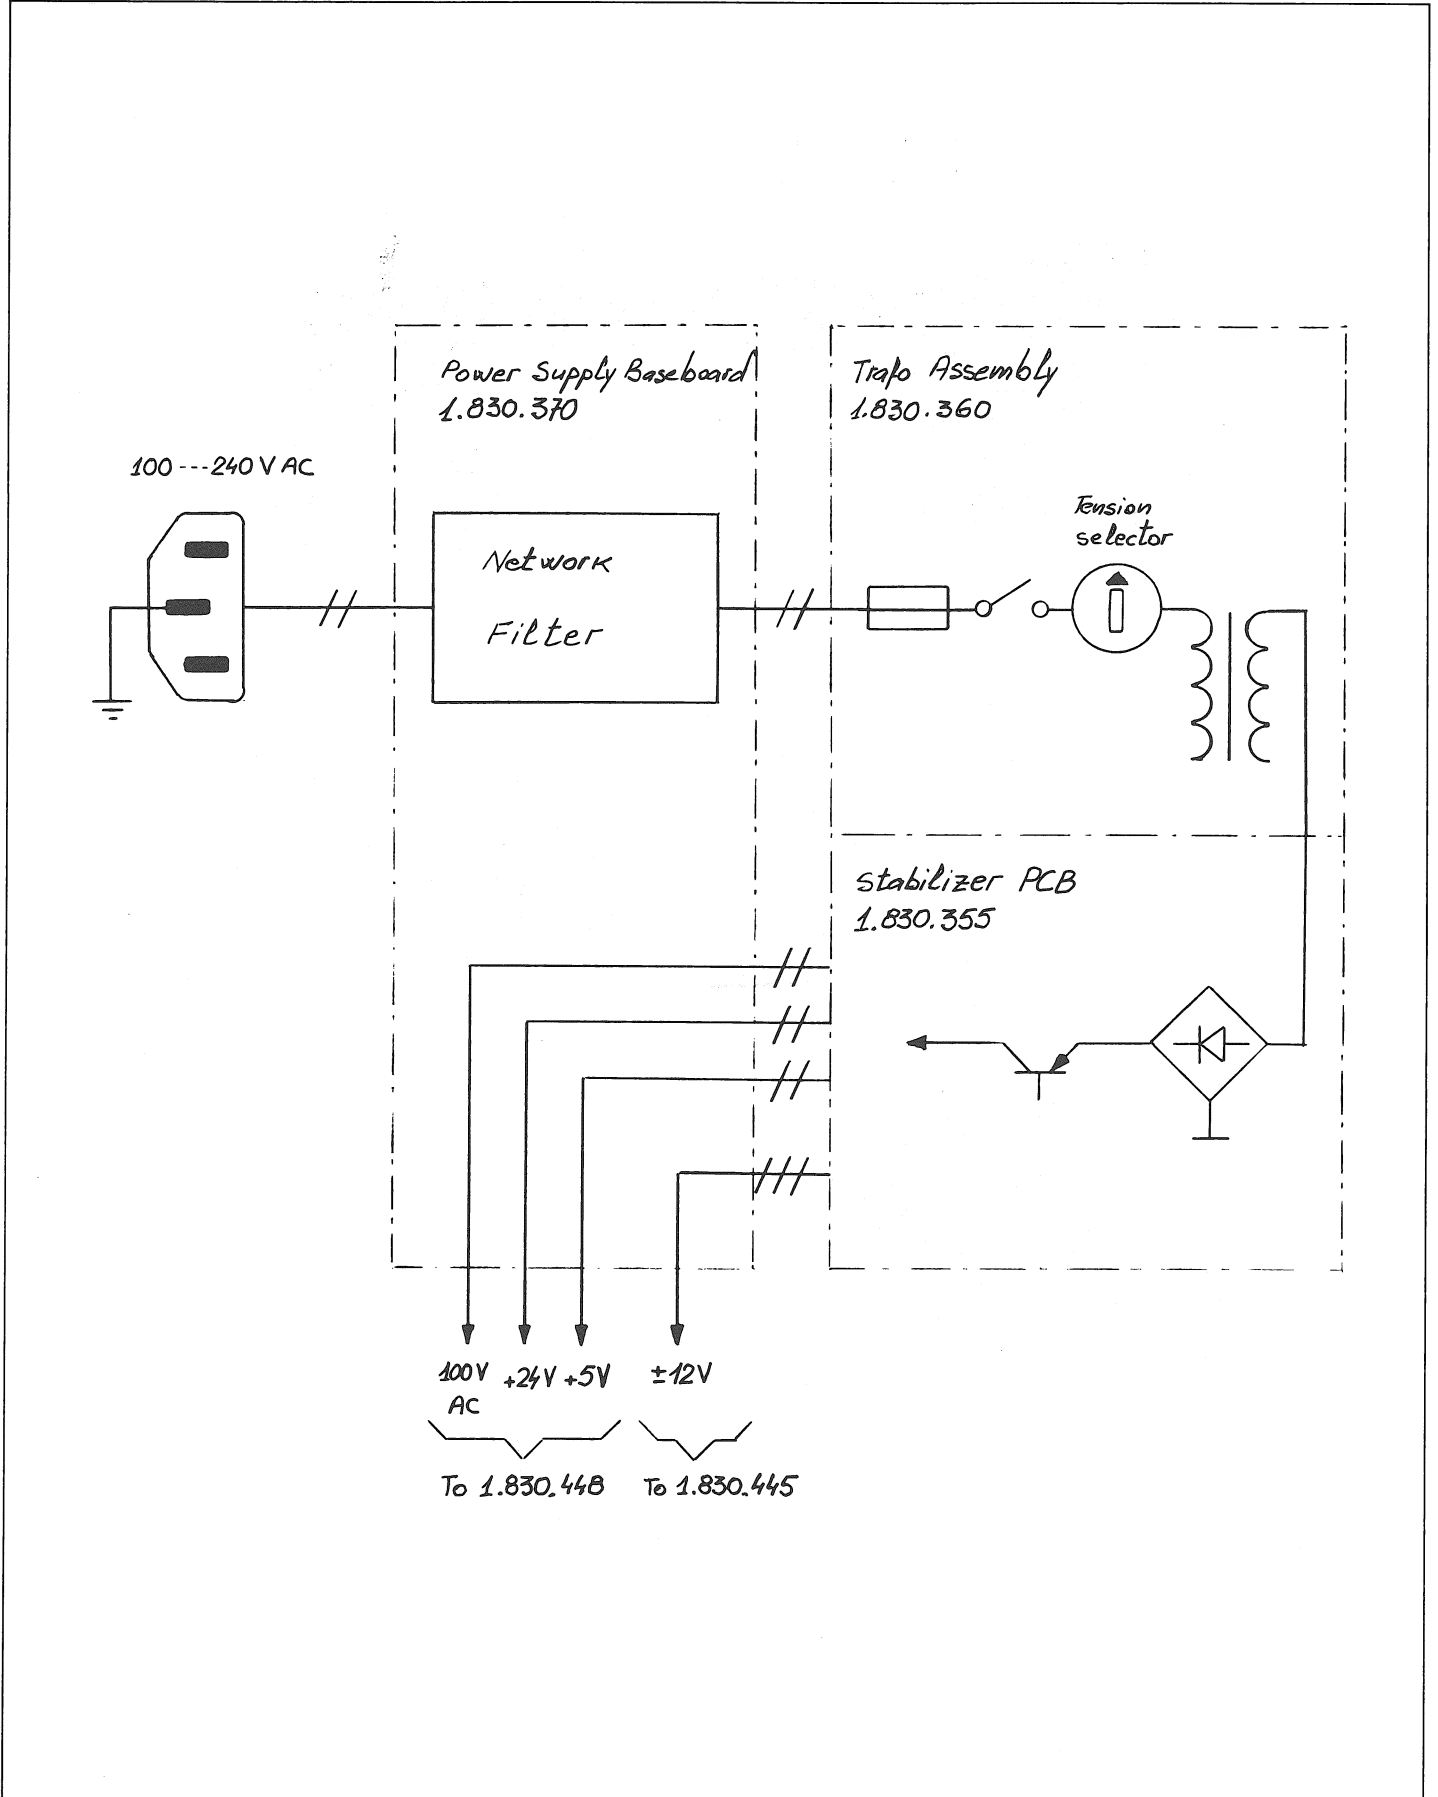 Power Supply Baseboard
1.830.370
Trafo Assembly
1.830.360
100---240 V AC
Tension
selector
Network
Filter
Stabilizer PCB
1.830.355
100V
AC
+24V
+5V
±12V
To 1.830.448
To 1.830.445